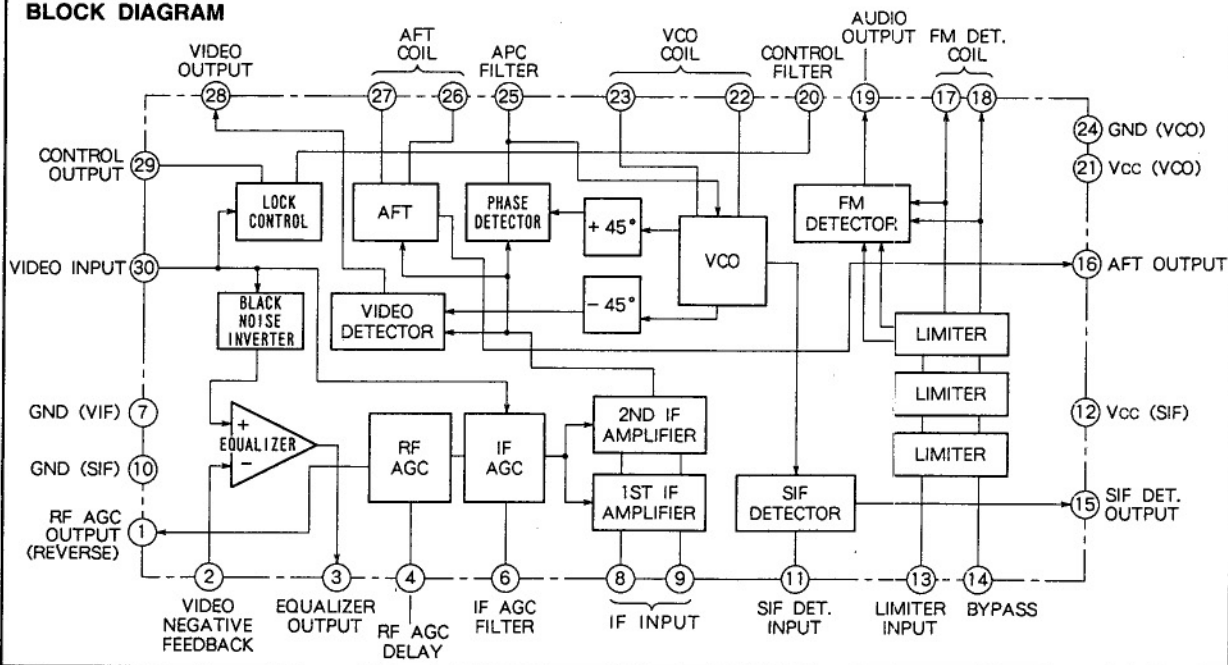 BLOCK DIAGRAM
VIDEO
OUTPUT
AFT
COIL
APC
FILTER
VCO
COIL
CONTROL
FILTER
AUDIO
OUTPUT
FM DET.
COIL
28
27
26
25
23
22
20
19
17
18
24
GND (VCO)
21
Vcc (VCO)
CONTROL
OUTPUT
29
LOCK
CONTROL
AFT
PHASE
DETECTOR
+ 45°
VCO
FM
DETECTOR
VIDEO INPUT
30
16
AFT OUTPUT
BLACK
NOISE
INVERTER
VIDEO
DETECTOR
- 45°
LIMITER
LIMITER
LIMITER
GND (VIF)
7
12
Vcc (SIF)
+
EQUALIZER
-
RF
AGC
IF
AGC
2ND IF
AMPLIFIER
1ST IF
AMPLIFIER
SIF
DETECTOR
GND (SIF)
10
RF AGC
OUTPUT
(REVERSE)
1
15
SIF DET.
OUTPUT
2
3
4
6
8
9
11
13
14
VIDEO
NEGATIVE
FEEDBACK
EQUALIZER
OUTPUT
RF AGC
DELAY
IF AGC
FILTER
IF INPUT
SIF DET.
INPUT
LIMITER
INPUT
BYPASS